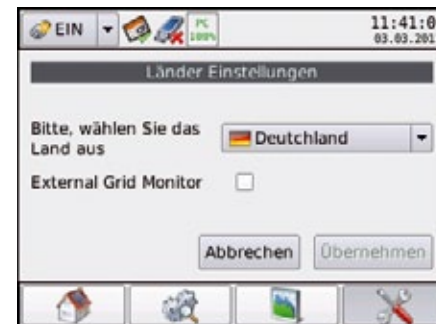 EIN
PC
100%
11:41:0
03.03.201
Länder Einstellungen
Bitte, wählen Sie das
Land aus
Deutchland
External Grid Monitor
Abbrechen
Übernehmen